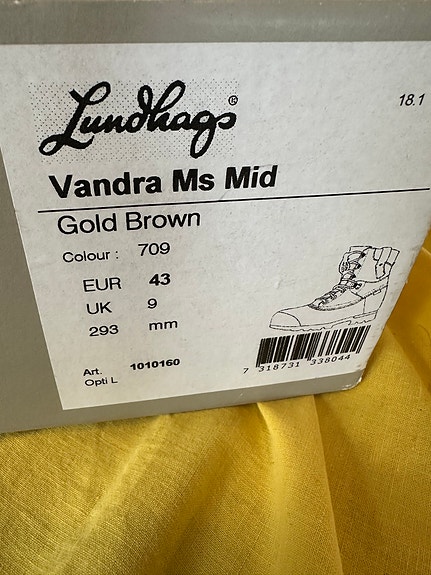 Lundhags®
18.1
Vandra Ms Mid
Gold Brown
Colour : 709
EUR 43
UK 9
293 mm
Art. 1010160
Opti L
7 318731 338044